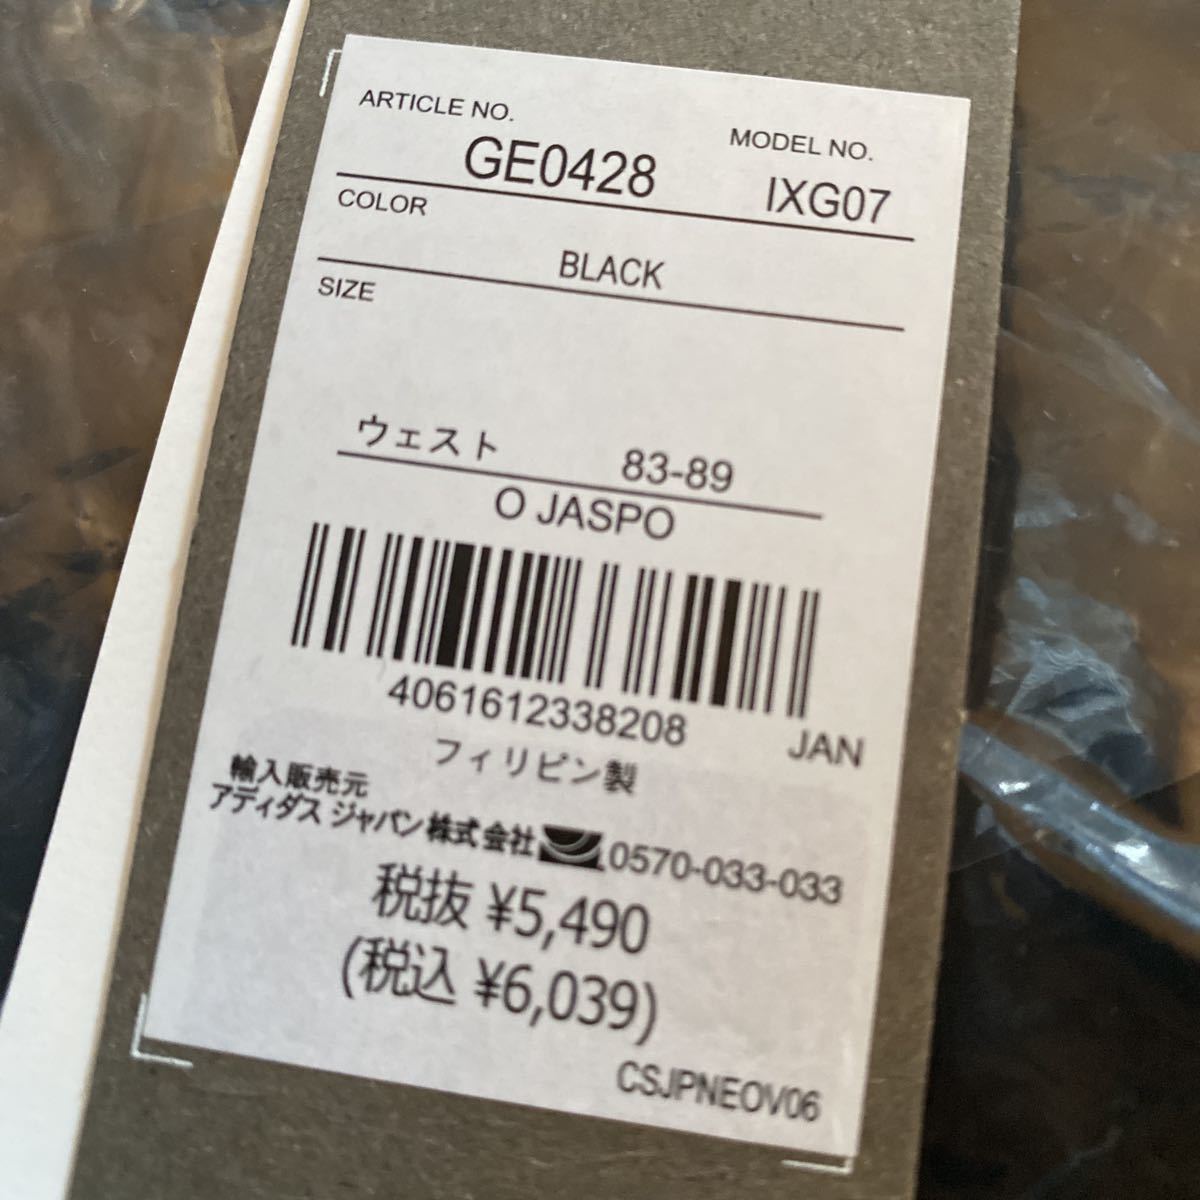 ARTICLE NO.
MODEL NO.
GE0428
IXG07
COLOR
BLACK
SIZE
ウェスト 83-89
O JASPO
4061612338208
JAN
フィリピン製
輸入販売元
アディダス ジャパン株式会社 0570-033-033
税抜 ¥5,490
(税込 ¥6,039)
CSJPNEOV06